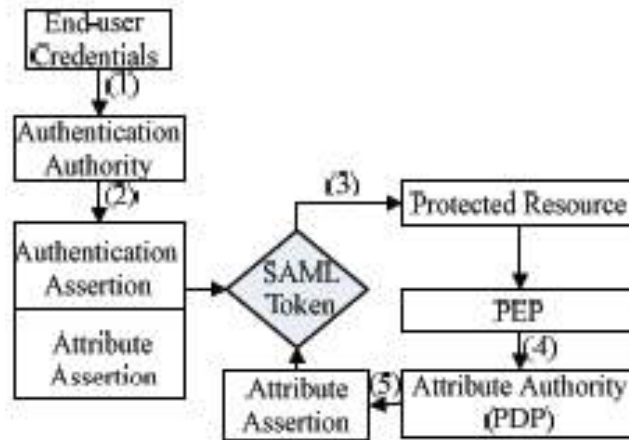 End-user
Credentials
(1)
Authentication
Authority
(2)
Authentication
Assertion
Attribute
Assertion
SAML
Token
(3)
Protected Resource
PEP
(4)
Attribute Authority
(PDP)
(5)
Attribute
Assertion